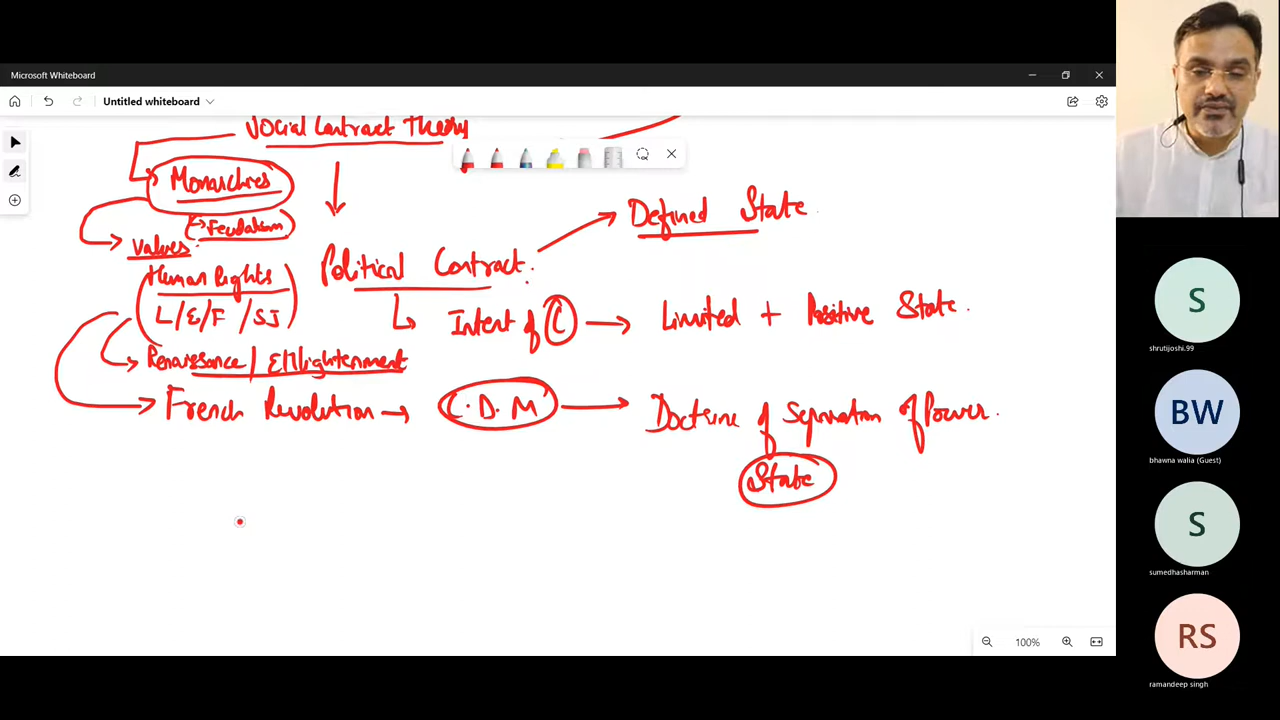 Microsoft Whiteboard
Untitled whiteboard
Social Contract Theory
Monarchies
Feudalism
Values
Defined State
Human Rights
Political Contract.
L/E/F/SJ
Intent of C
Limited + Positive State.
Renaissance / Enlightenment
French Revolution
C.D.M
Doctrine of Separation of Power.
State
100%
S
shrutijoshi.99
BW
bhawna walia (Guest)
S
sumedhasharman
RS
ramandeep singh